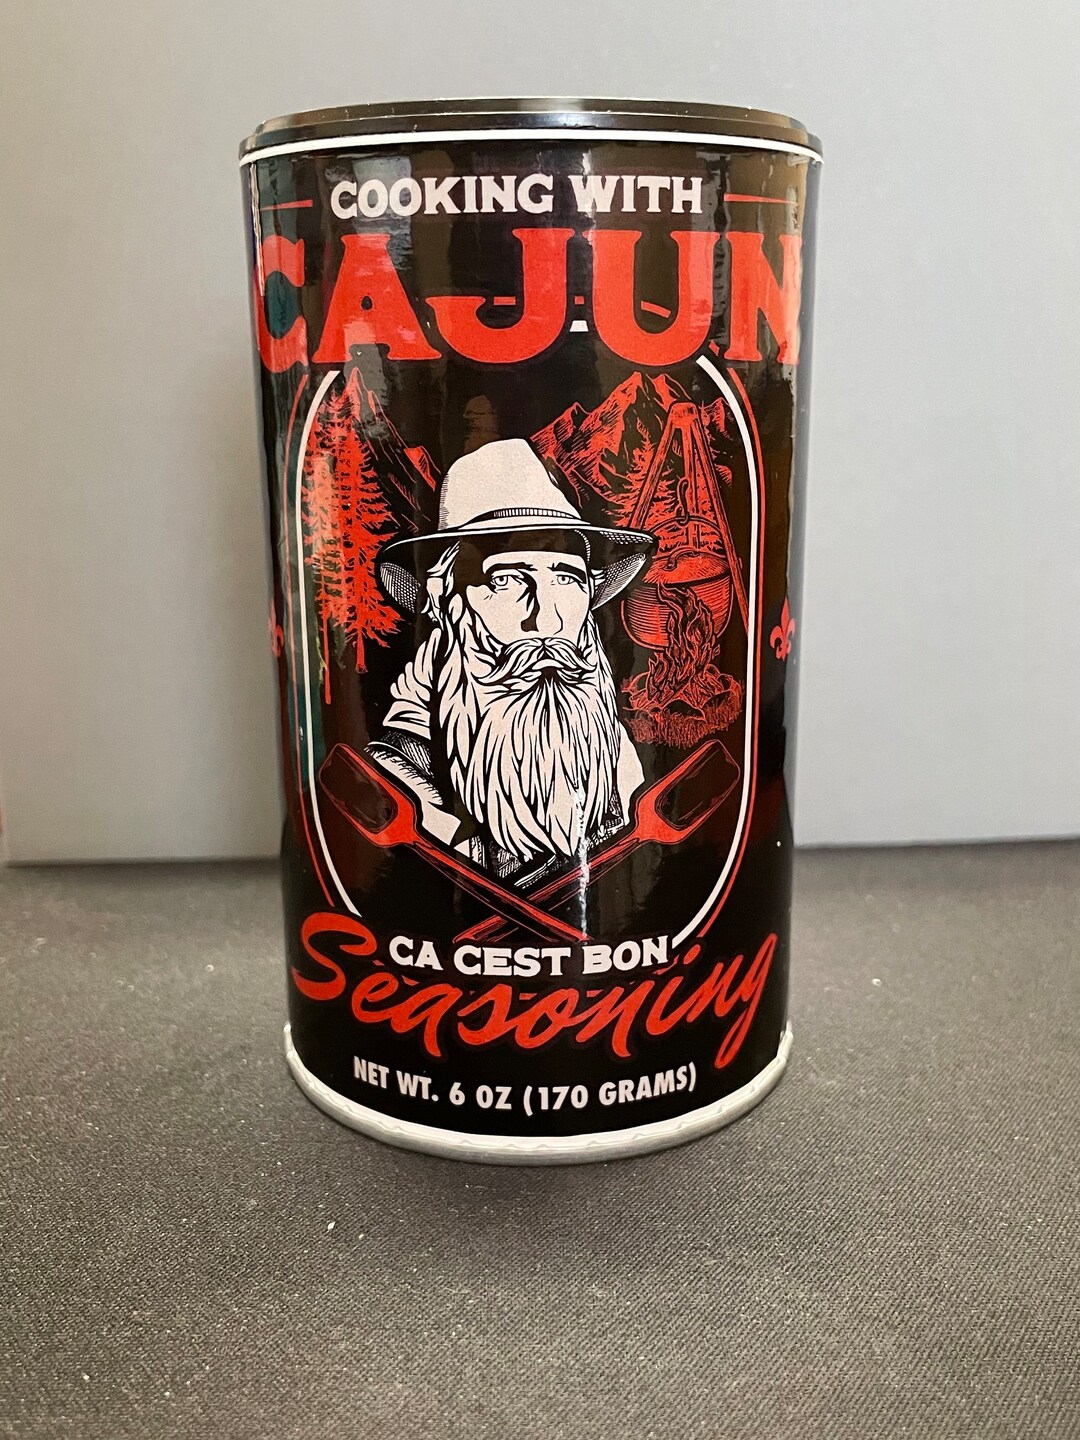 COOKING WITH
CAJUN
CA CEST BON
Seasoning
NET WT. 6 OZ (170 GRAMS)